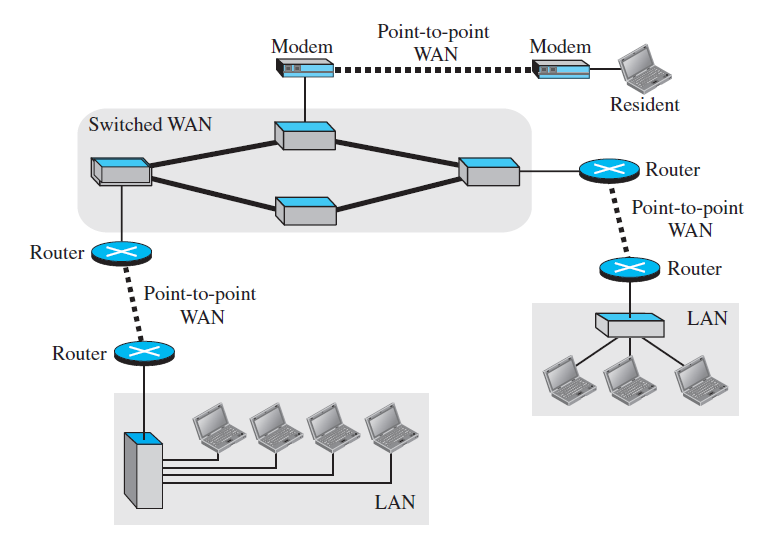 Point-to-point
WAN
Modem
Modem
Resident
Switched WAN
Router
Point-to-point
WAN
Router
Router
Point-to-point
WAN
LAN
Router
LAN